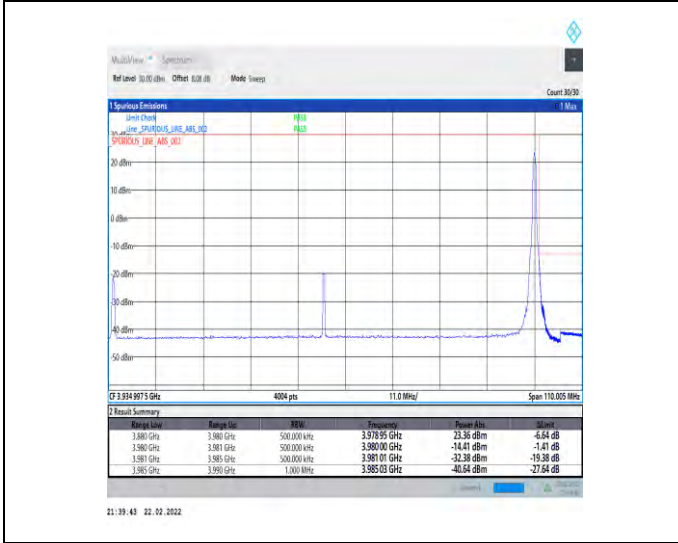 MultiView Spectrum
Ref Level 30.00 dBm Offset 8.00 dB Mode Sweep
Count 30/30
1 Spurious Emissions 1 Max
Limit Check PASS
Line _SPURIOUS_LINE_ABS_002 PASS
SPURIOUS_LINE_ABS_002
20 dBm
10 dBm
0 dBm
-10 dBm
-20 dBm
-30 dBm
-40 dBm
-50 dBm
CF 3.934 997 5 GHz 4004 pts 11.0 MHz/ Span 110.005 MHz
2 Result Summary
Range Low Range Up RBW Frequency Power Abs ΔLimit
3.880 GHz 3.980 GHz 500.000 kHz 3.978 95 GHz 23.36 dBm -6.64 dB
3.980 GHz 3.981 GHz 500.000 kHz 3.980 00 GHz -14.41 dBm -1.41 dB
3.981 GHz 3.985 GHz 500.000 kHz 3.981 01 GHz -32.38 dBm -19.38 dB
3.985 GHz 3.990 GHz 1.000 MHz 3.985 03 GHz -40.64 dBm -27.64 dB
21:39:43 22.02.2022